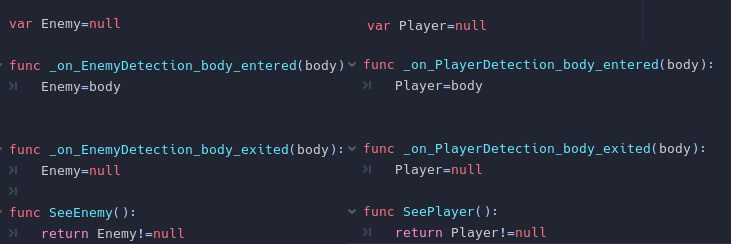 var Enemy=null
func _on_EnemyDetection_body_entered(body)
Enemy=body
func _on_EnemyDetection_body_exited(body):
Enemy=null
func SeeEnemy():
return Enemy!=null
var Player=null
func _on_PlayerDetection_body_entered(body):
Player=body
func _on_PlayerDetection_body_exited(body):
Player=null
func SeePlayer():
return Player!=null